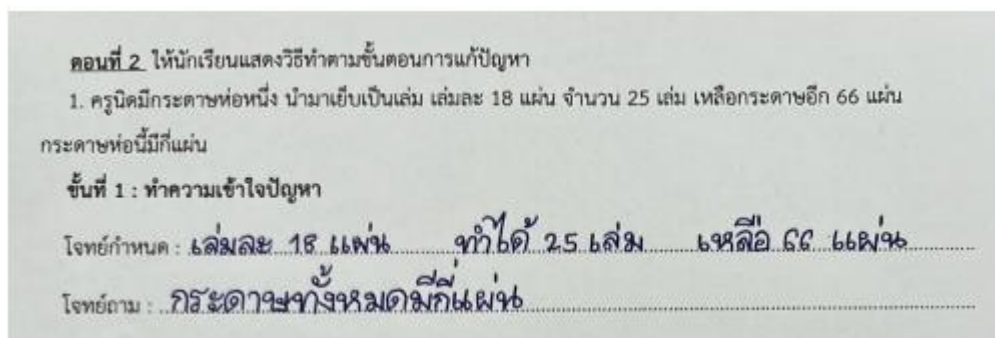 ตอนที่ 2 ให้นักเรียนแสดงวิธีทำตามขั้นตอนการแก้ปัญหา
1. ครูนิดมีกระดาษห่อหนึ่ง นำมาเย็บเป็นเล่ม เล่มละ 18 แผ่น จำนวน 25 เล่ม เหลือกระดาษอีก 66 แผ่น
กระดาษห่อนี้มีกี่แผ่น
ขั้นที่ 1 : ทำความเข้าใจปัญหา
โจทย์กำหนด : เล่มละ 18 แผ่น ทำได้ 25 เล่ม เหลือ 66 แผ่น
โจทย์ถาม : กระดาษทั้งหมดมีกี่แผ่น